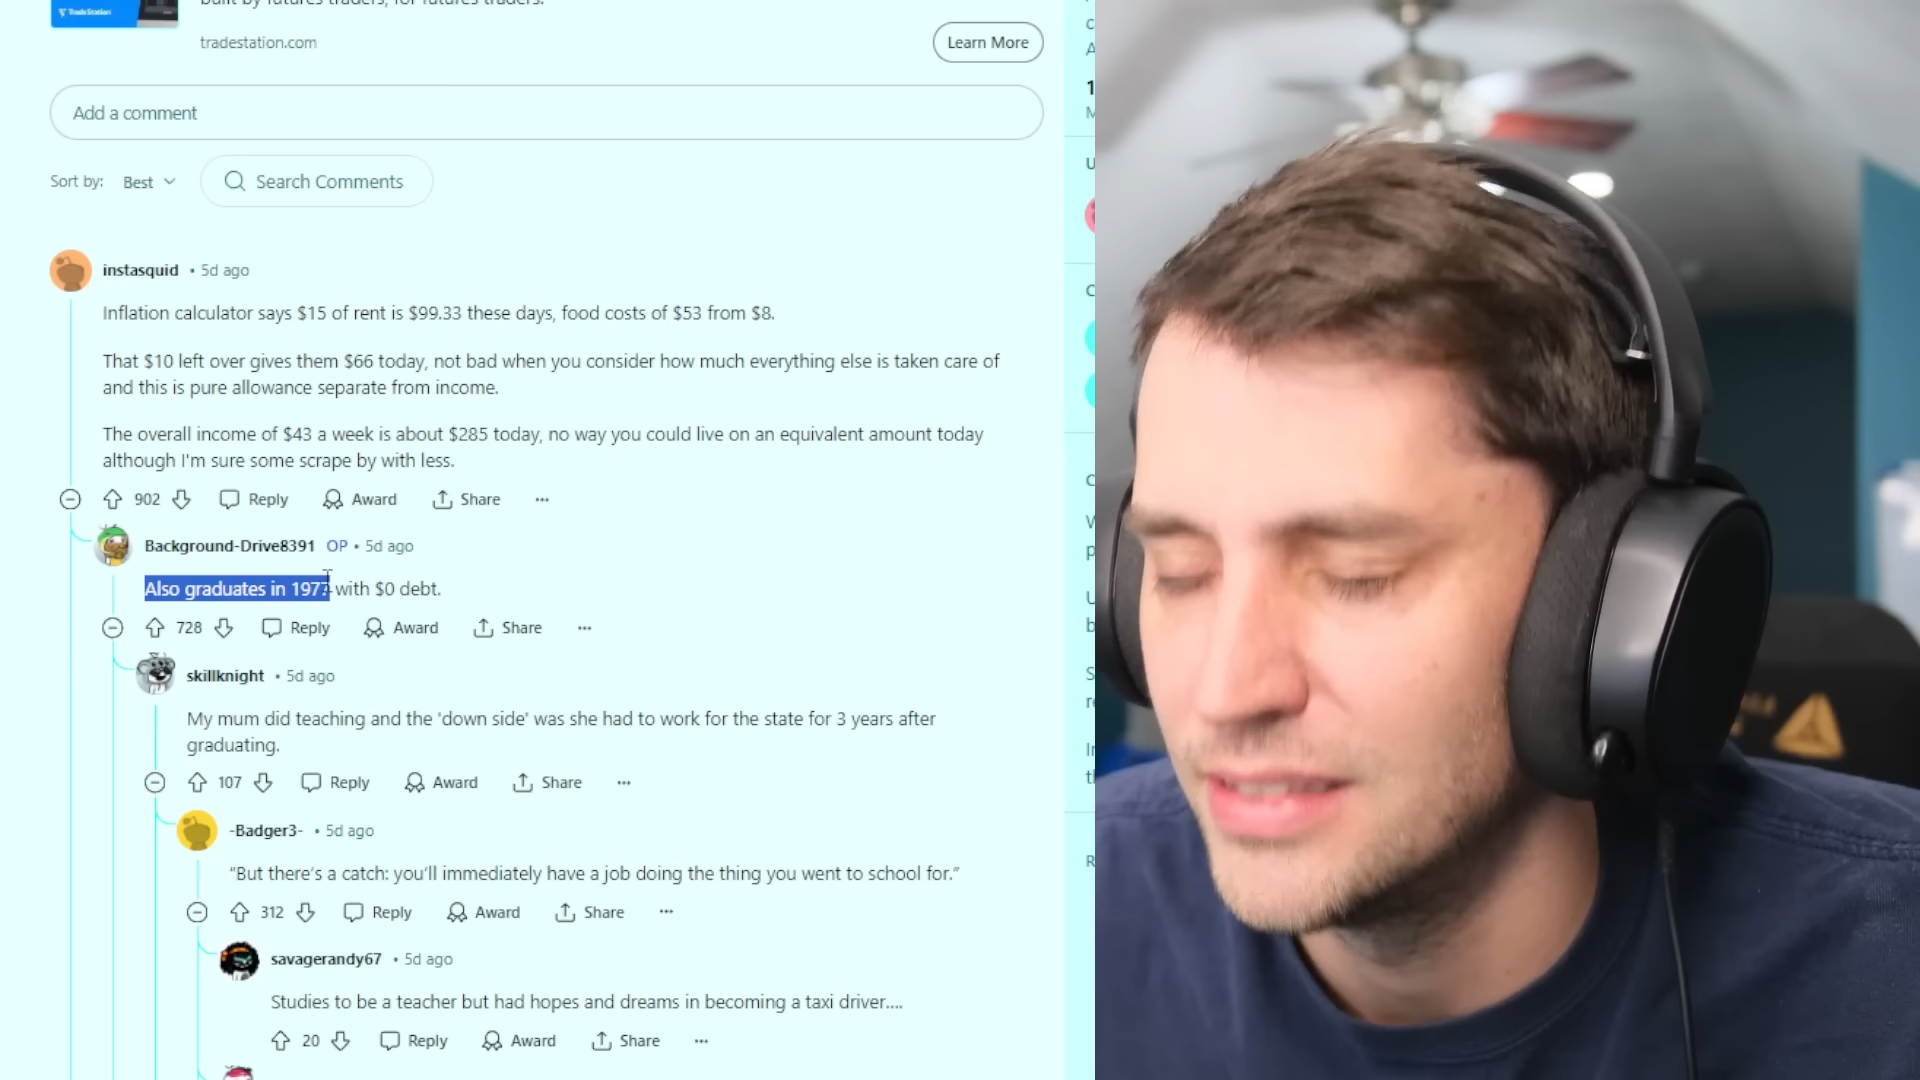 TradeStation
built by futures traders, for futures traders.
tradestation.com
Learn More
Add a comment
Sort by: Best
Search Comments
instasquid • 5d ago
Inflation calculator says $15 of rent is $99.33 these days, food costs of $53 from $8.
That $10 left over gives them $66 today, not bad when you consider how much everything else is taken care of
and this is pure allowance separate from income.
The overall income of $43 a week is about $285 today, no way you could live on an equivalent amount today
although I'm sure some scrape by with less.
902 Reply Award Share ...
Background-Drive8391 OP • 5d ago
Also graduates in 1977 with $0 debt.
728 Reply Award Share ...
skillknight • 5d ago
My mum did teaching and the 'down side' was she had to work for the state for 3 years after
graduating.
107 Reply Award Share ...
-Badger3- • 5d ago
“But there’s a catch: you’ll immediately have a job doing the thing you went to school for.”
312 Reply Award Share ...
savagerandy67 • 5d ago
Studies to be a teacher but had hopes and dreams in becoming a taxi driver....
20 Reply Award Share ...